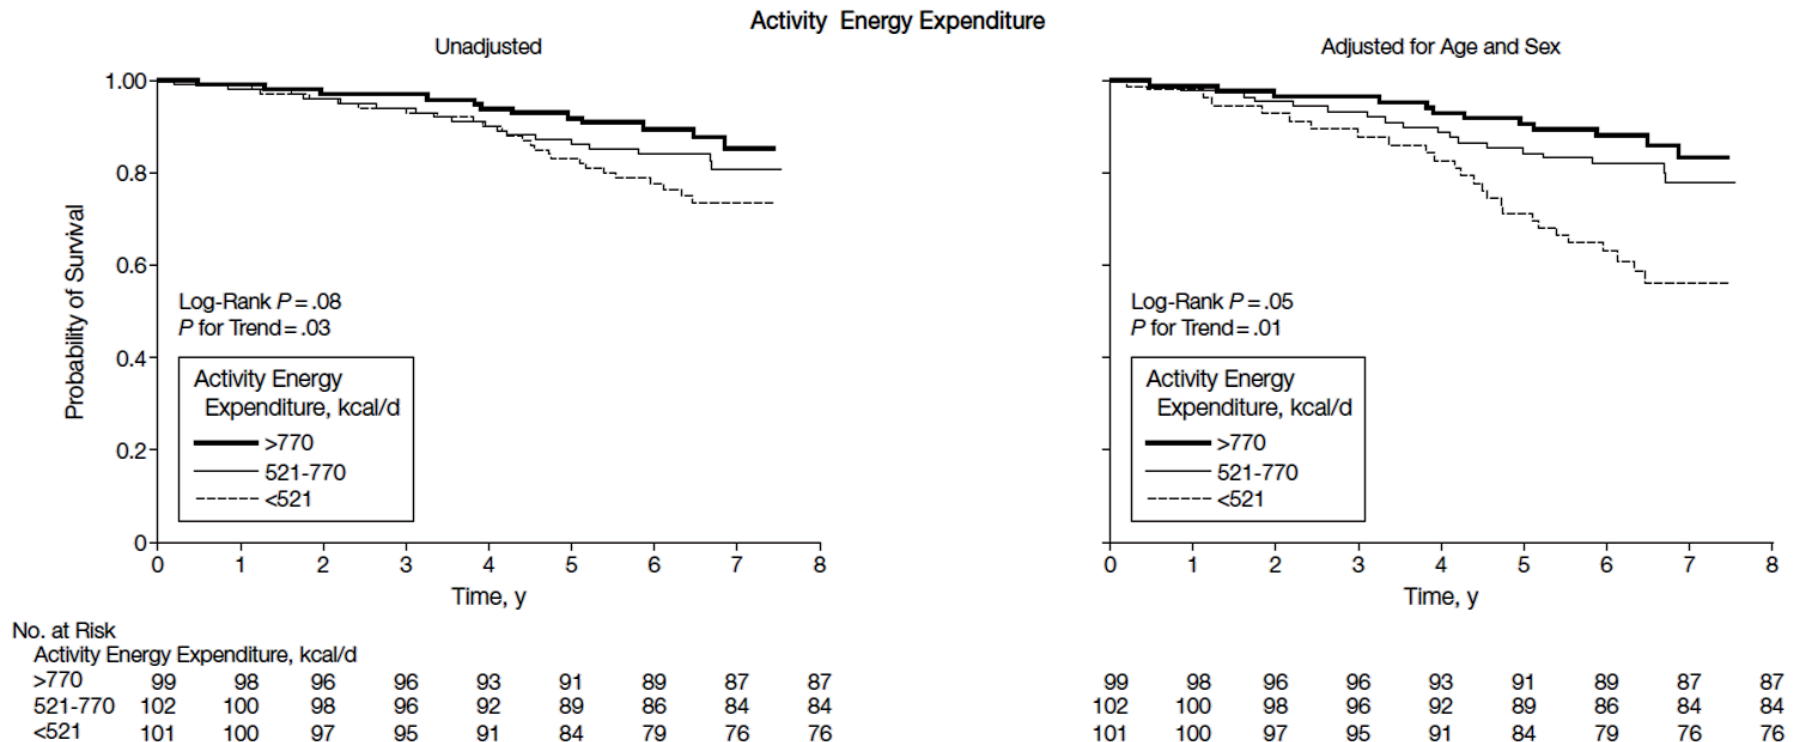 Activity Energy Expenditure
Unadjusted
1.00
0.8
0.6
0.4
0.2
0
Probability of Survival
Log-Rank P = .08
P for Trend = .03
Activity Energy
Expenditure, kcal/d
>770
521-770
<521
0 1 2 3 4 5 6 7 8
Time, y
Adjusted for Age and Sex
Log-Rank P = .05
P for Trend = .01
Activity Energy
Expenditure, kcal/d
>770
521-770
<521
0 1 2 3 4 5 6 7 8
Time, y
No. at Risk
Activity Energy Expenditure, kcal/d
>770 99 98 96 96 93 91 89 87 87 99 98 96 96 93 91 89 87 87
521-770 102 100 98 96 92 89 86 84 84 102 100 98 96 92 89 86 84 84
<521 101 100 97 95 91 84 79 76 76 101 100 97 95 91 84 79 76 76